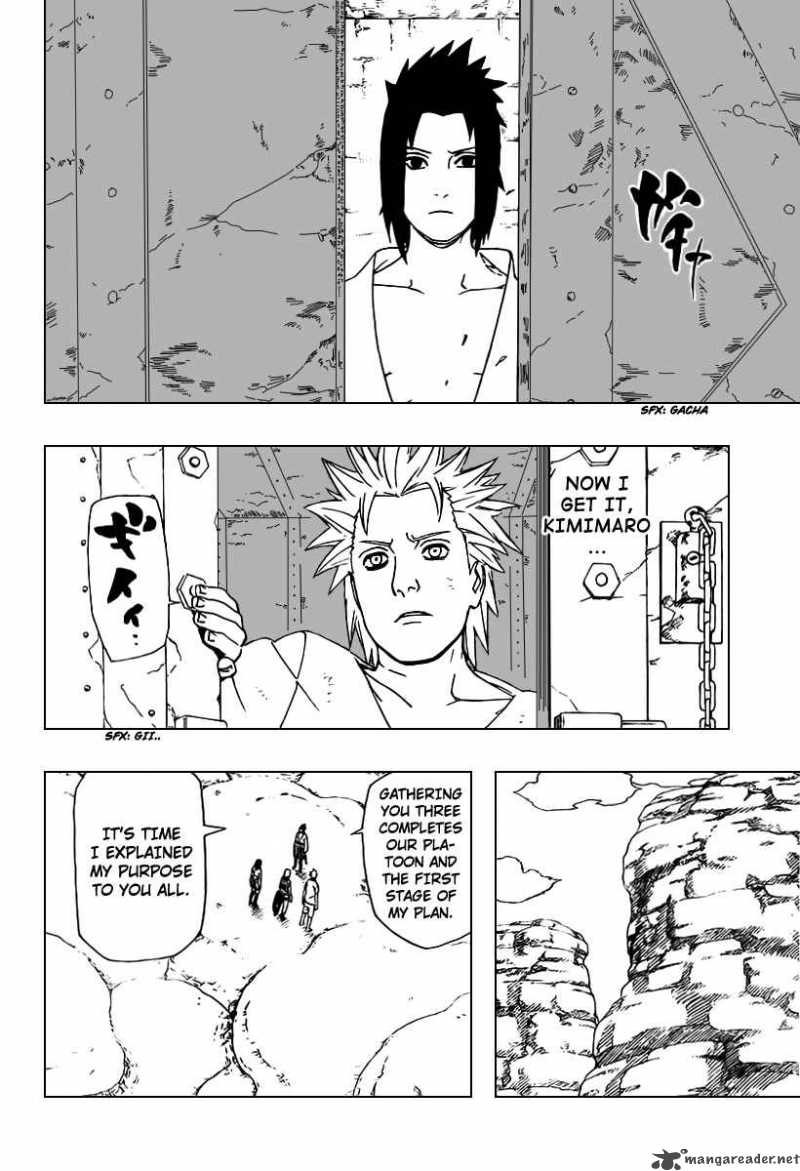 ガチャ
SFX: GACHA
NOW I
GET IT,
KIMIMARO
...
ギイィ...
SFX: GII..
GATHERING
YOU THREE
COMPLETES
OUR PLA-
TOON AND
THE FIRST
STAGE OF
MY PLAN.
IT'S TIME
I EXPLAINED
MY PURPOSE
TO YOU ALL.
mangareader.net